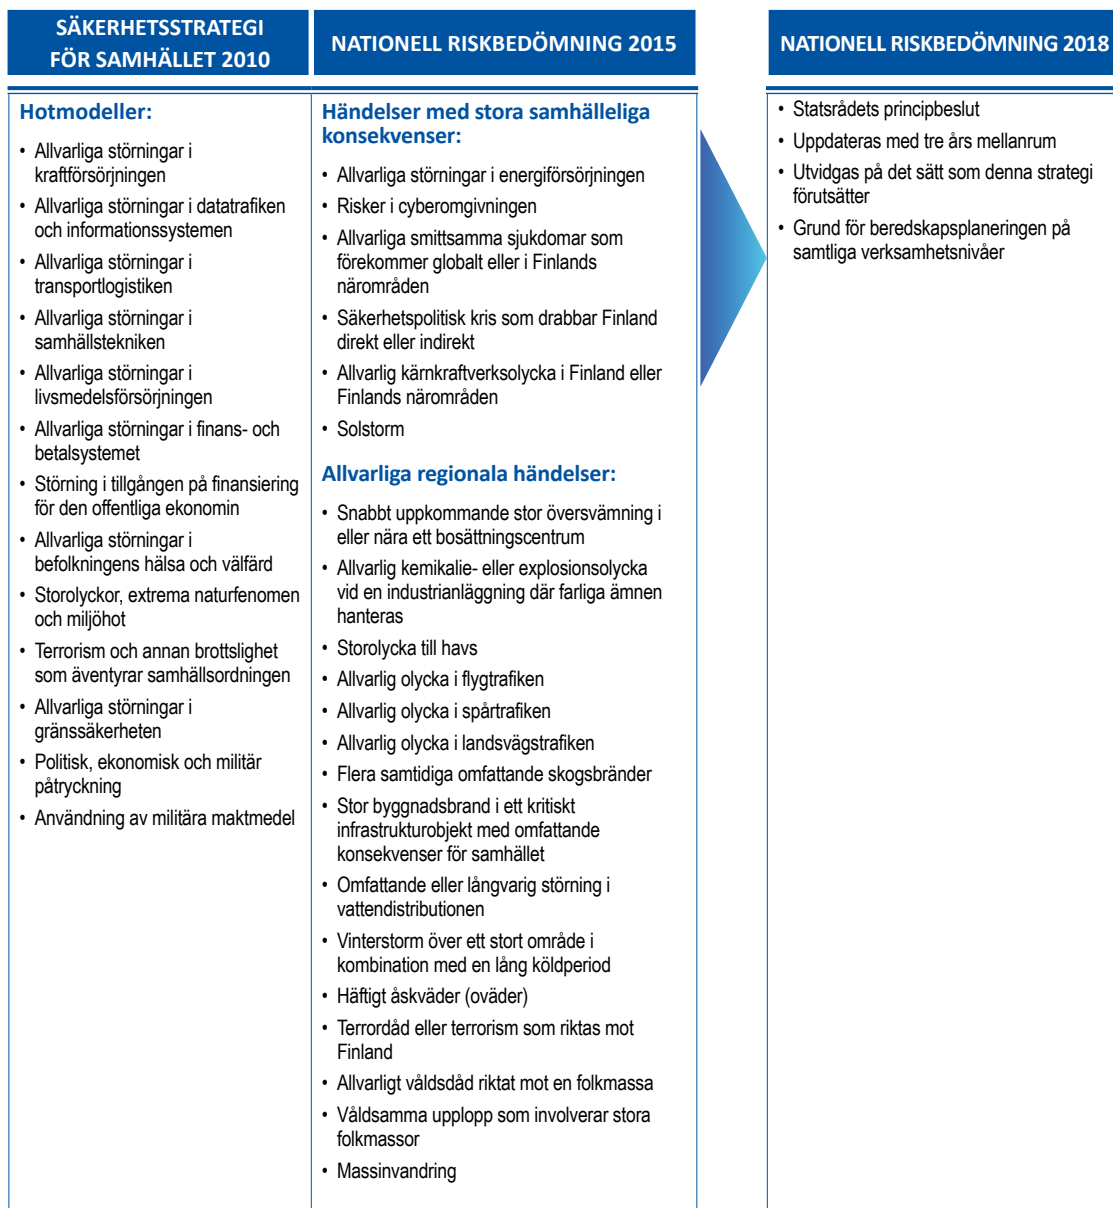 SÄKERHETSSTRATEGI
FÖR SAMHÄLLET 2010
Hotmodeller:
• Allvarliga störningar i
kraftförsörjningen
• Allvarliga störningar i datatrafiken
och informationssystemen
• Allvarliga störningar i
transportlogistiken
• Allvarliga störningar i
samhällstekniken
• Allvarliga störningar i
livsmedelsförsörjningen
• Allvarliga störningar i finans- och
betalsystemet
• Störning i tillgången på finansiering
för den offentliga ekonomin
• Allvarliga störningar i
befolkningens hälsa och välfärd
• Storolyckor, extrema naturfenomen
och miljöhot
• Terrorism och annan brottslighet
som äventyrar samhällsordningen
• Allvarliga störningar i
gränssäkerheten
• Politisk, ekonomisk och militär
påtryckning
• Användning av militära maktmedel
NATIONELL RISKBEDÖMNING 2015
Händelser med stora samhälleliga
konsekvenser:
• Allvarliga störningar i energiförsörjningen
• Risker i cyberomgivningen
• Allvarliga smittsamma sjukdomar som
förekommer globalt eller i Finlands
närområden
• Säkerhetspolitisk kris som drabbar Finland
direkt eller indirekt
• Allvarlig kärnkraftverksolycka i Finland eller
Finlands närområden
• Solstorm
Allvarliga regionala händelser:
• Snabbt uppkommande stor översvämning i
eller nära ett bosättningscentrum
• Allvarlig kemikalie- eller explosionsolycka
vid en industrianläggning där farliga ämnen
hanteras
• Storolycka till havs
• Allvarlig olycka i flygtrafiken
• Allvarlig olycka i spårtrafiken
• Allvarlig olycka i landsvägstrafiken
• Flera samtidiga omfattande skogsbränder
• Stor byggnadsbrand i ett kritiskt
infrastrukturobjekt med omfattande
konsekvenser för samhället
• Omfattande eller långvarig störning i
vattendistributionen
• Vinterstorm över ett stort område i
kombination med en lång köldperiod
• Häftigt åskväder (oväder)
• Terrordåd eller terrorism som riktas mot
Finland
• Allvarligt våldsdåd riktat mot en folkmassa
• Våldsamma upplopp som involverar stora
folkmassor
• Massinvandring
NATIONELL RISKBEDÖMNING 2018
• Statsrådets principbeslut
• Uppdateras med tre års mellanrum
• Utvidgas på det sätt som denna strategi
förutsätter
• Grund för beredskapsplaneringen på
samtliga verksamhetsnivåer